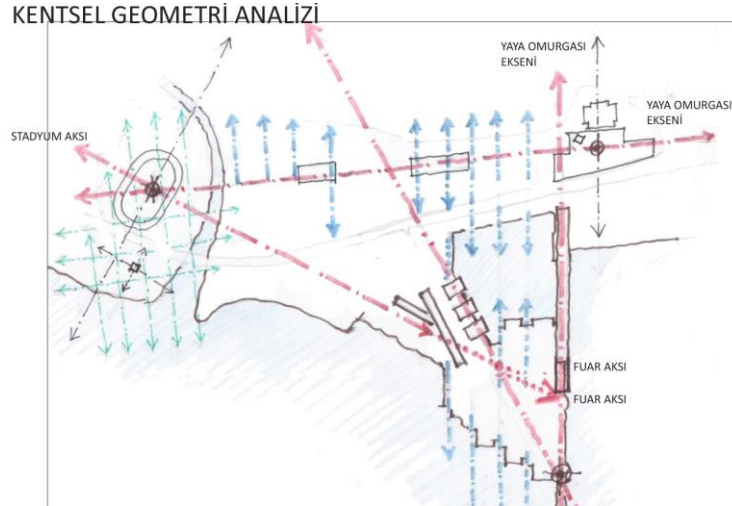 KENTSEL GEOMETRİ ANALİZİ
YAYA OMURGASI
EKSENİ
YAYA OMURGASI
EKSENİ
STADYUM AKSI
FUAR AKSI
FUAR AKSI